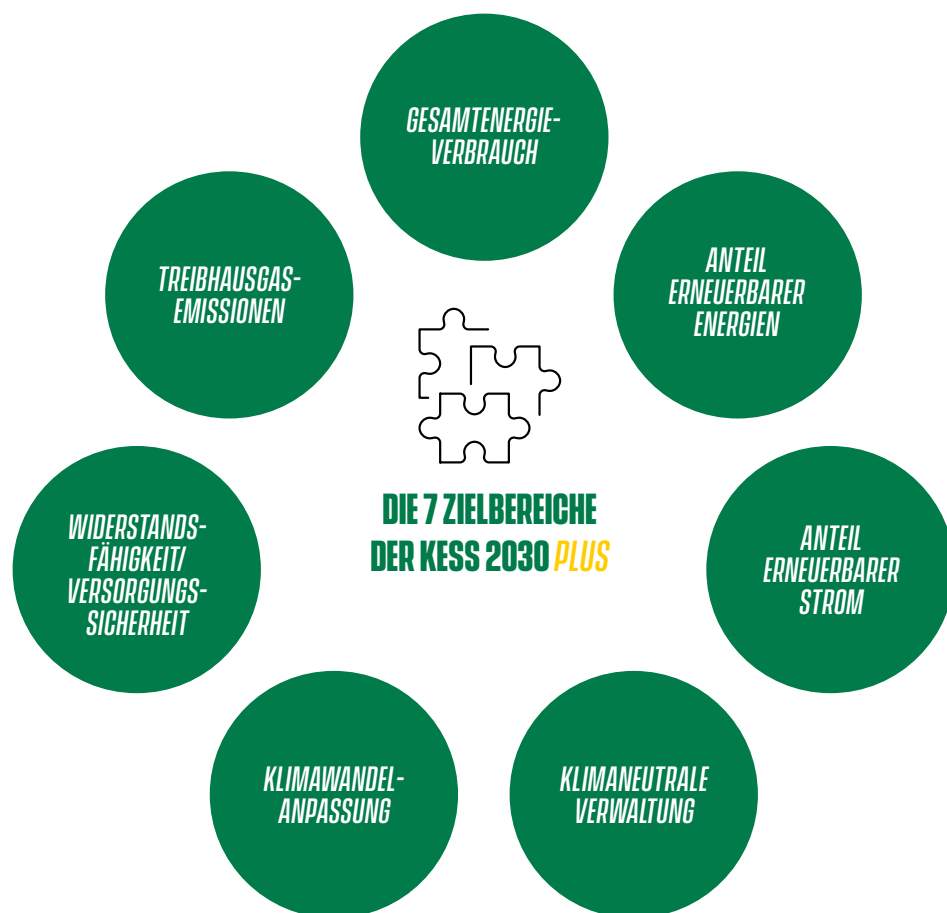 GESAMTENERGIE-
VERBRAUCH
ANTEIL
ERNEUERBARER
ENERGIEN
ANTEIL
ERNEUERBARER
STROM
KLIMANEUTRALE
VERWALTUNG
KLIMAWANDEL-
ANPASSUNG
WIDERSTANDS-
FÄHIGKEIT/
VERSORGUNGS-
SICHERHEIT
TREIBHAUSGAS-
EMISSIONEN
DIE 7 ZIELBEREICHE
DER KESS 2030 PLUS